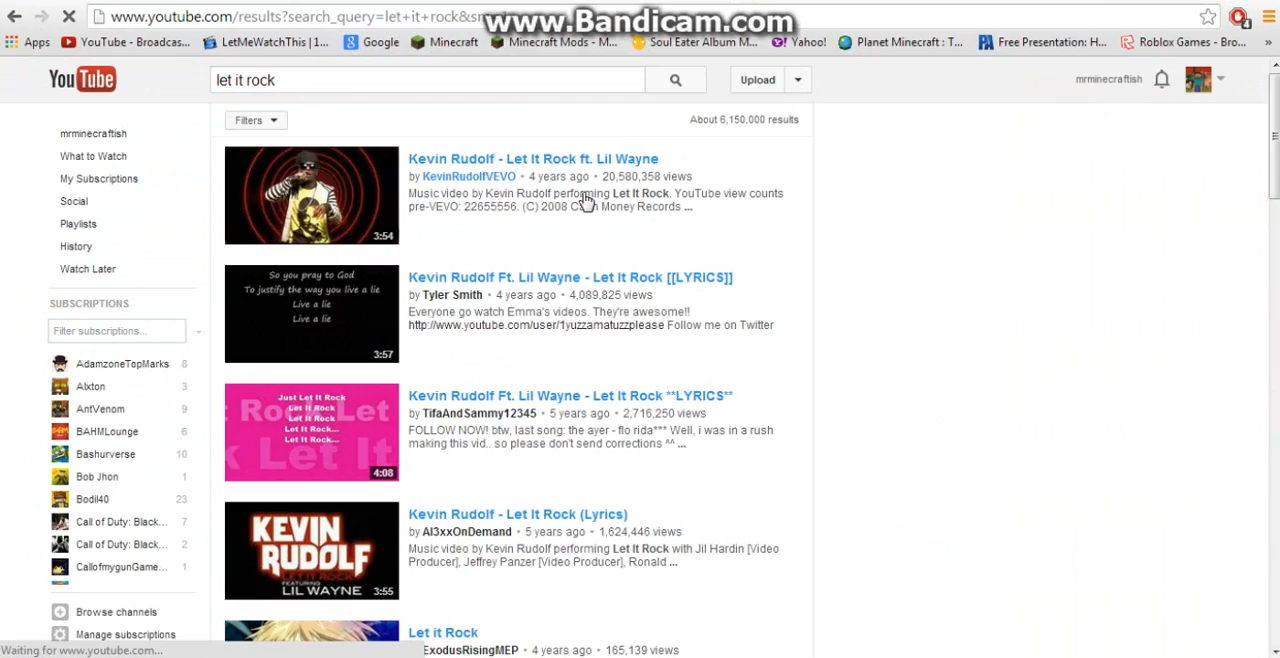 www.youtube.com/results?search_query=let+it+rock&sm
www.Bandicam.com
Apps YouTube - Broadcas... LetMeWatchThis | 1... Google Minecraft Minecraft Mods - M... Soul Eater Album M... Yahoo! Planet Minecraft : T... Free Presentation: H... Roblox Games - Bro... »
YouTube let it rock Upload mrminecraftish
Filters About 6,150,000 results
mrminecraftish
What to Watch
My Subscriptions
Social
Playlists
History
Watch Later
SUBSCRIPTIONS
Filter subscriptions...
AdamzoneTopMarks 8
Alxton 3
AntVenom 9
BAHMLounge 6
Bashurverse 10
Bob Jhon 1
Bodil40 23
Call of Duty: Black... 7
Call of Duty: Black... 2
CallofmygunGame... 1
Browse channels
Manage subscriptions
Waiting for www.youtube.com...
3:54
Kevin Rudolf - Let It Rock ft. Lil Wayne
by KevinRudolfVEVO • 4 years ago • 20,580,358 views
Music video by Kevin Rudolf performing Let It Rock. YouTube view counts
pre-VEVO: 22655556. (C) 2008 Money Records ...
So you pray to God
To justify the way you live a lie
Live a lie
Live a lie
3:57
Kevin Rudolf Ft. Lil Wayne - Let It Rock [[LYRICS]]
by Tyler Smith • 4 years ago • 4,089,825 views
Everyone go watch Emma's videos. They're awesome!!
http://www.youtube.com/user/1yuzzamatuzzplease Follow me on Twitter
Just Let It Rock
Let It Rock
Let It Rock
Let It Rock...
Let It Rock...
4:08
Kevin Rudolf Ft. Lil Wayne - Let It Rock **LYRICS**
by TifaAndSammy12345 • 5 years ago • 2,716,250 views
FOLLOW NOW! btw, last song: the ayer - flo rida*** Well, i was in a rush
making this vid.. so please don't send corrections ^^ ...
KEVIN
RUDOLF
LET IT ROCK
FEATURING
LIL WAYNE
3:55
Kevin Rudolf - Let It Rock (Lyrics)
by Al3xxOnDemand • 5 years ago • 1,624,446 views
Music video by Kevin Rudolf performing Let It Rock with Jil Hardin [Video
Producer], Jeffrey Panzer [Video Producer], Ronald ...
Let it Rock
ExodusRisingMEP • 4 years ago • 165,139 views